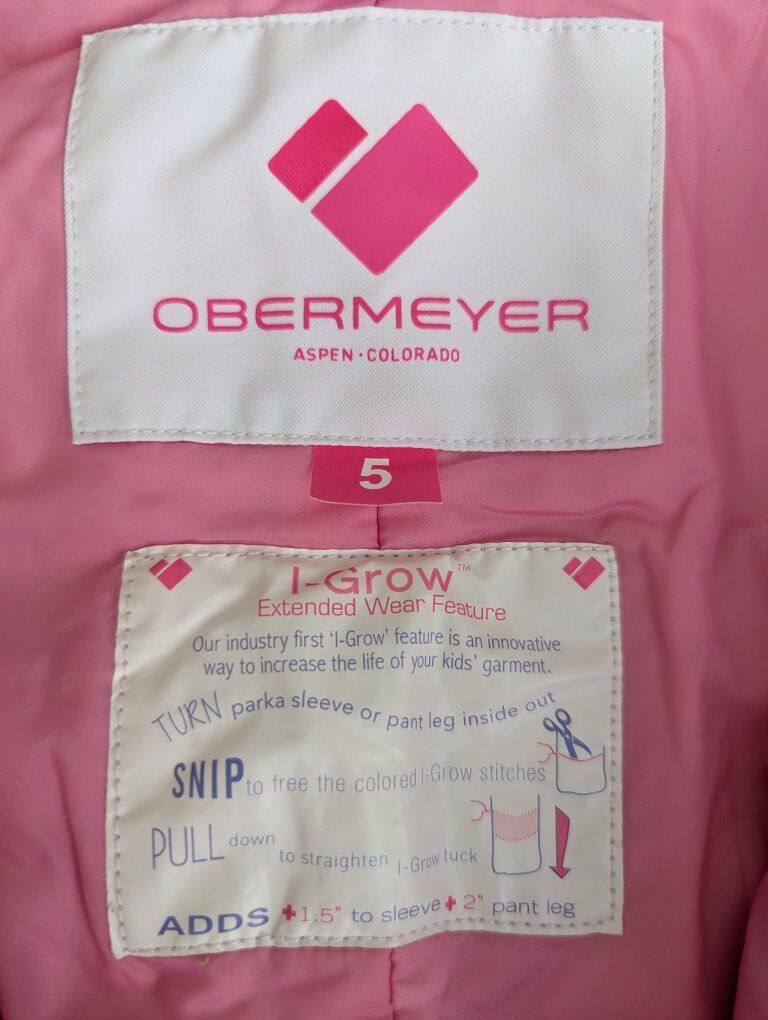 OBERMEYER
ASPEN · COLORADO
5
I-GROW™
Extended Wear Feature
Our industry first 'I-Grow' feature is an innovative
way to increase the life of your kids' garment.
TURN parka sleeve or pant leg inside out
SNIP to free the colored I-Grow stitches
PULL down to straighten I-Grow tuck
ADDS +1.5" to sleeve + 2" pant leg